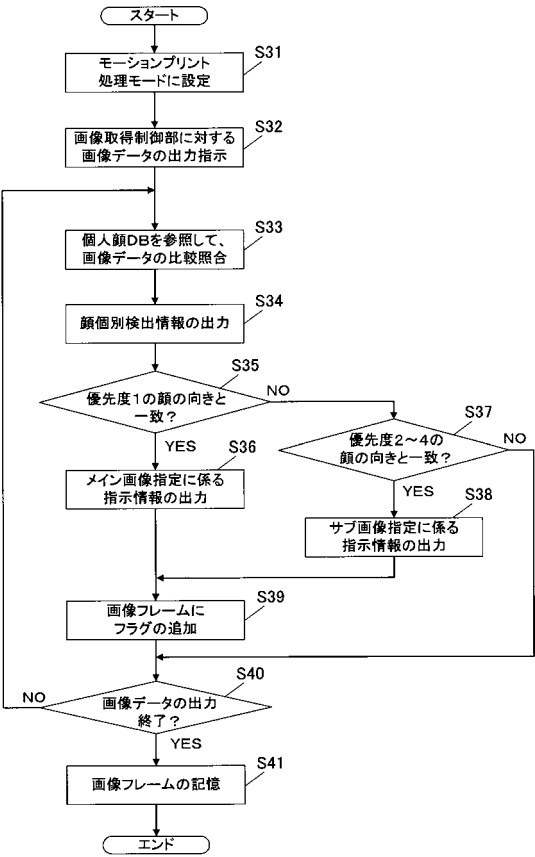 スタート
S31
モーションプリント
処理モードに設定
S32
画像取得制御部に対する
画像データの出力指示
S33
個人顔DBを参照して、
画像データの比較照合
S34
顔個別検出情報の出力
S35
優先度1の顔の向きと
一致?
NO
YES
S37
優先度2~4の
顔の向きと一致?
NO
YES
S36
メイン画像指定に係る
指示情報の出力
S38
サブ画像指定に係る
指示情報の出力
S39
画像フレームに
フラグの追加
S40
画像データの出力
終了?
NO
YES
S41
画像フレームの記憶
エンド